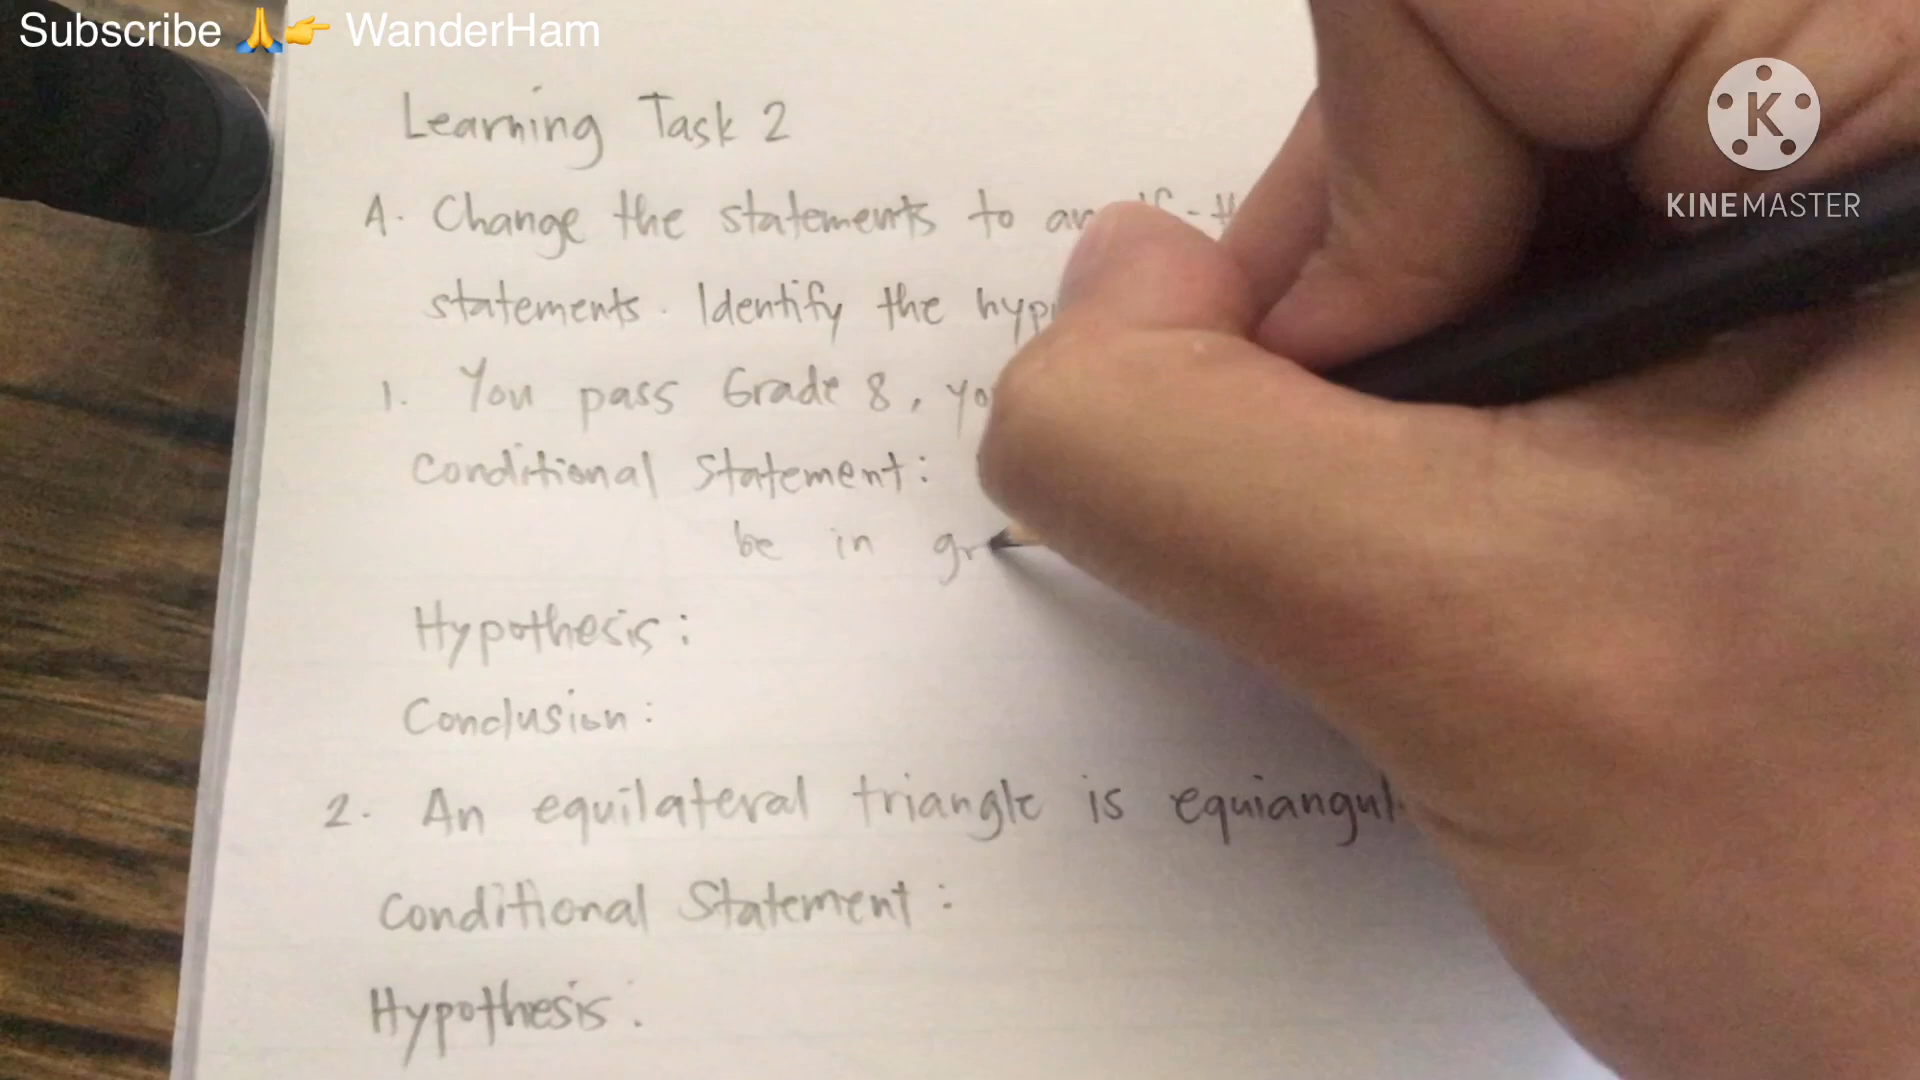 Subscribe 🙏👉 WanderHam
K
KINEMASTER
Learning Task 2
A. Change the statements to an if-
statements. Identify the
1. You pass Grade 8,
Conditional Statement:
be in
Hypothesis:
Conclusion:
2. An equilateral triangle is
Conditional Statement:
Hypothesis: